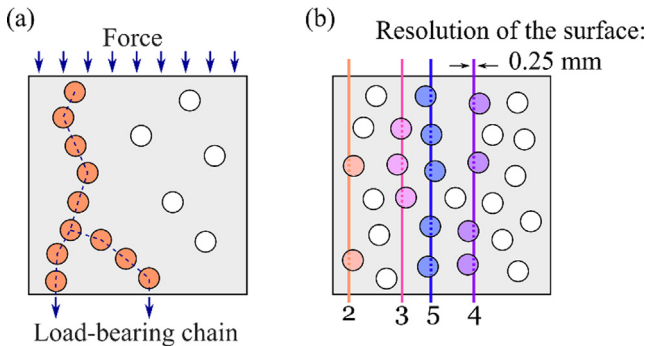 (a)
Force
Load-bearing chain
(b)
Resolution of the surface:
0.25 mm
2 3 5 4